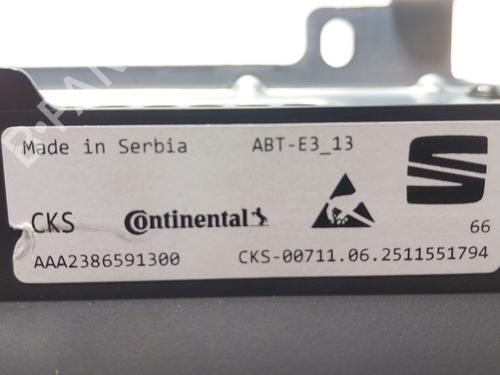 Made in Serbia ABT-E3_13
CKS Continental 66
AAA2386591300 CKS-00711.06.2511551794